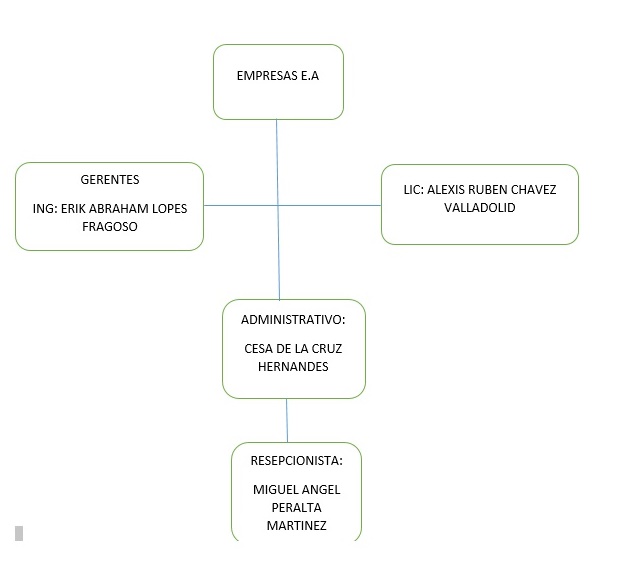 EMPRESAS E.A
GERENTES
ING: ERIK ABRAHAM LOPES
FRAGOSO
LIC: ALEXIS RUBEN CHAVEZ
VALLADOLID
ADMINISTRATIVO:
CESA DE LA CRUZ
HERNANDES
RESEPCIONISTA:
MIGUEL ANGEL
PERALTA
MARTINEZ